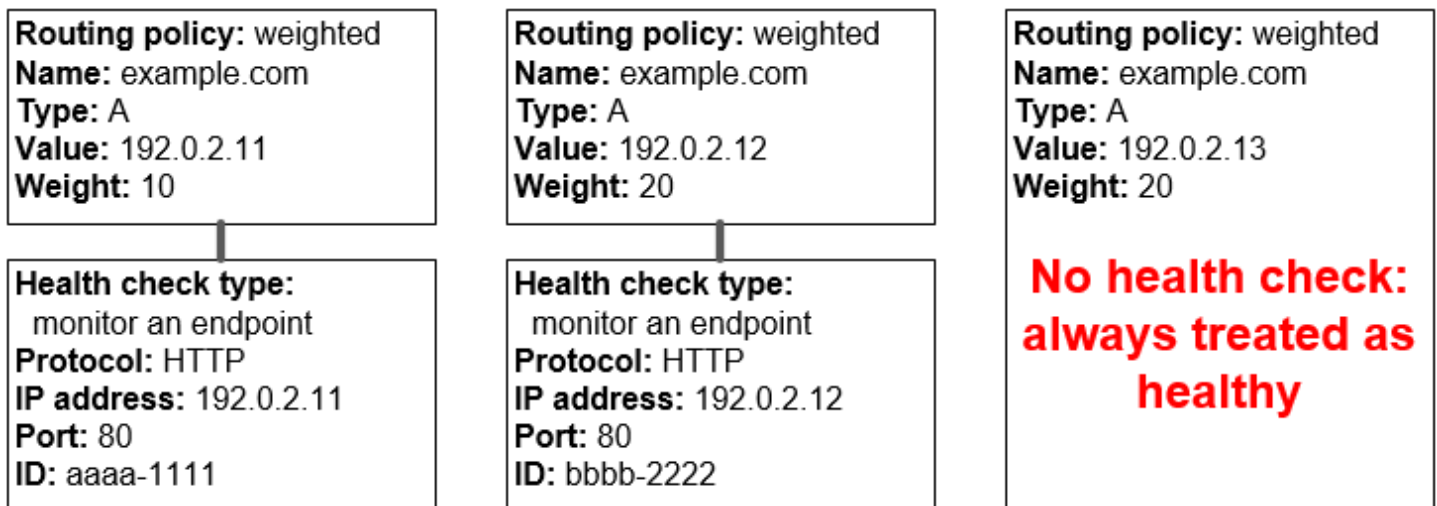 Routing policy: weighted
Name: example.com
Type: A
Value: 192.0.2.11
Weight: 10
Health check type:
monitor an endpoint
Protocol: HTTP
IP address: 192.0.2.11
Port: 80
ID: aaaa-1111
Routing policy: weighted
Name: example.com
Type: A
Value: 192.0.2.12
Weight: 20
Health check type:
monitor an endpoint
Protocol: HTTP
IP address: 192.0.2.12
Port: 80
ID: bbbb-2222
Routing policy: weighted
Name: example.com
Type: A
Value: 192.0.2.13
Weight: 20
No health check:
always treated as
healthy